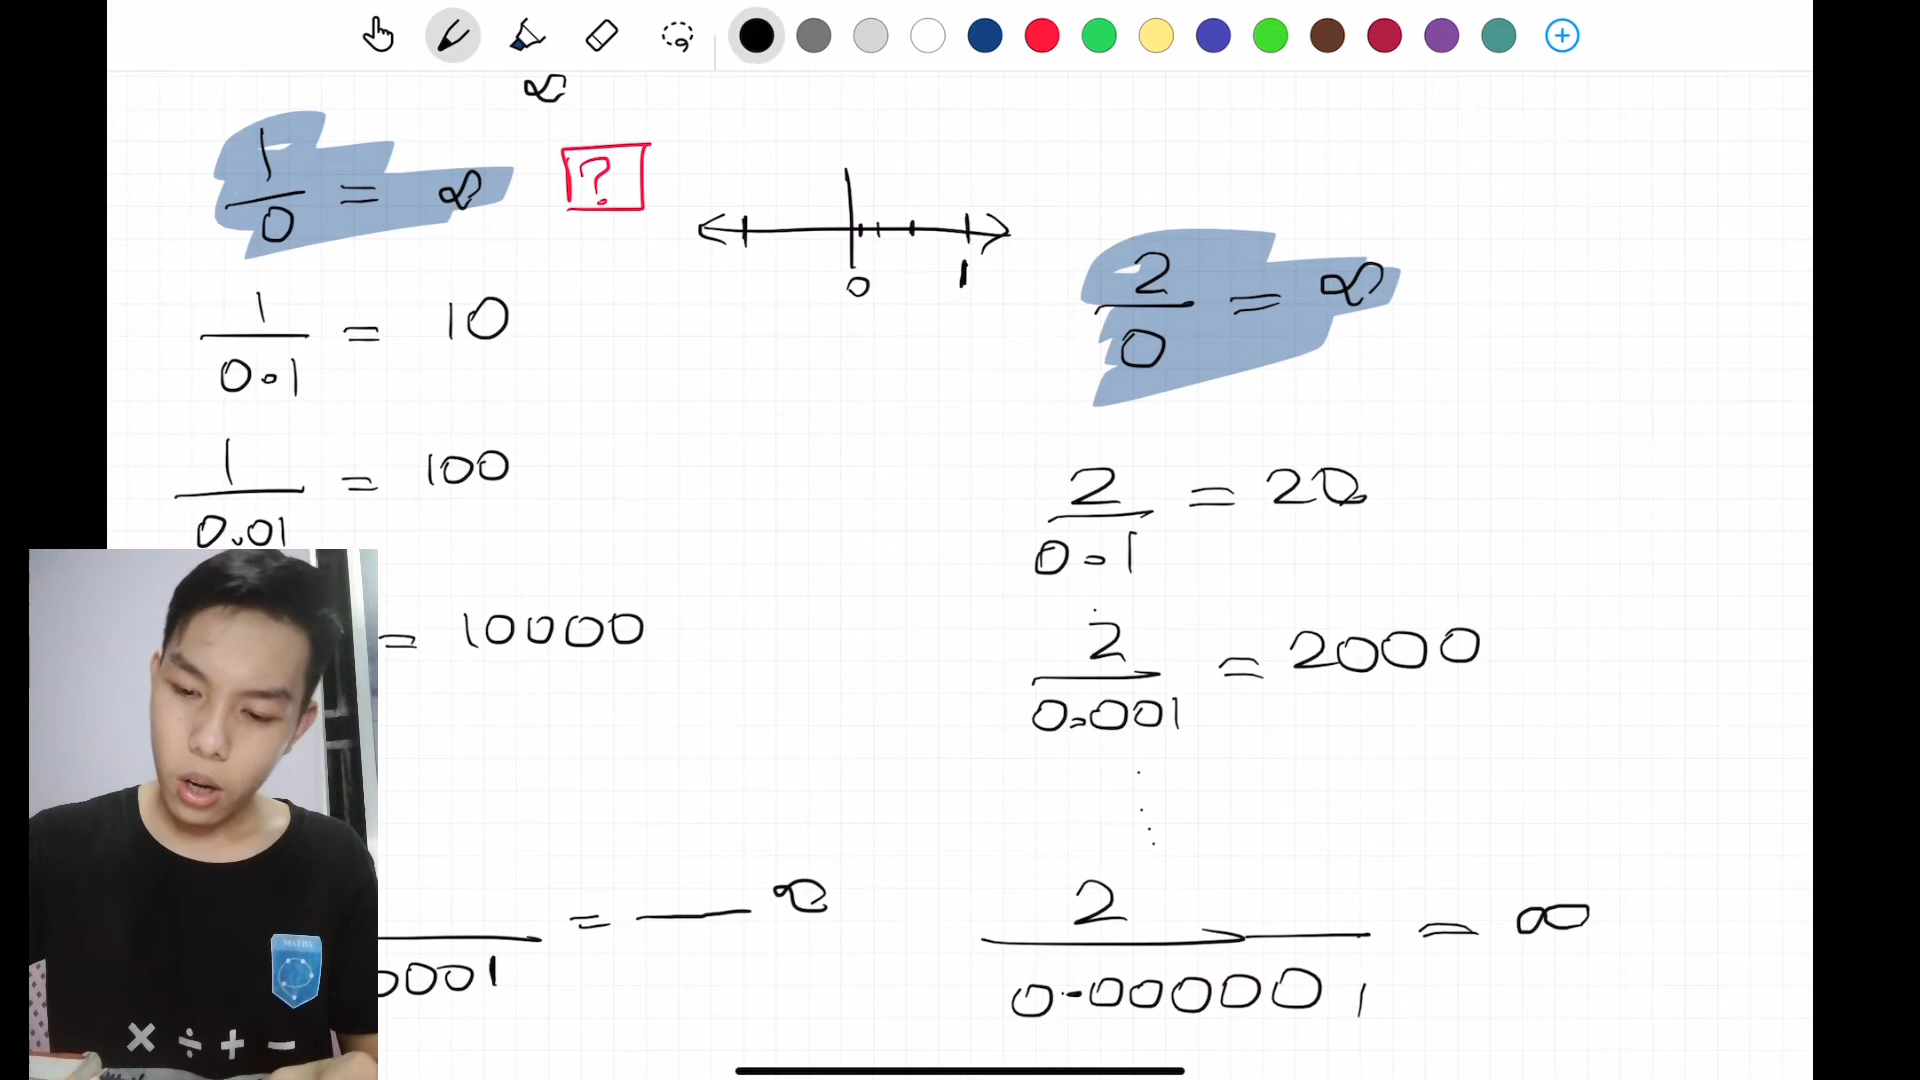 ∞
1/0 = ∞ ?
0 1
1/0.1 = 10
1/0.01 = 100
= 10000
0001 = — ∞
2/0 = ∞
2/0.1 = 20
2/0.001 = 2000
2/0.000001 = ∞
MATHS
× ÷ + −